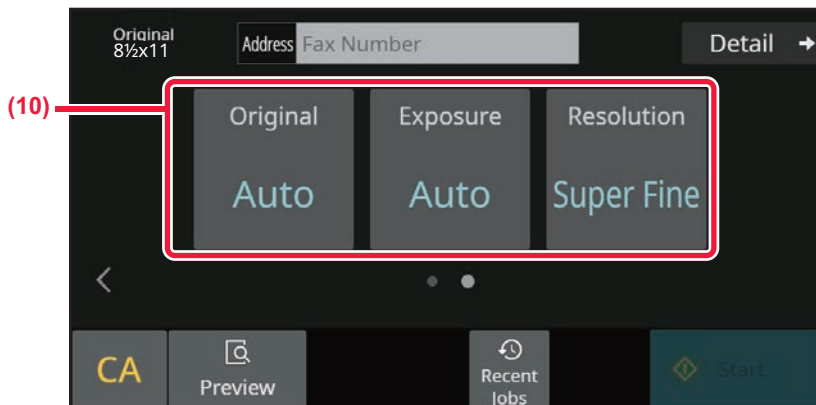 Original
8½x11
Address Fax Number
Detail
(10)
Original Exposure Resolution
Auto Auto Super Fine
CA
Preview
Recent
Jobs
Start